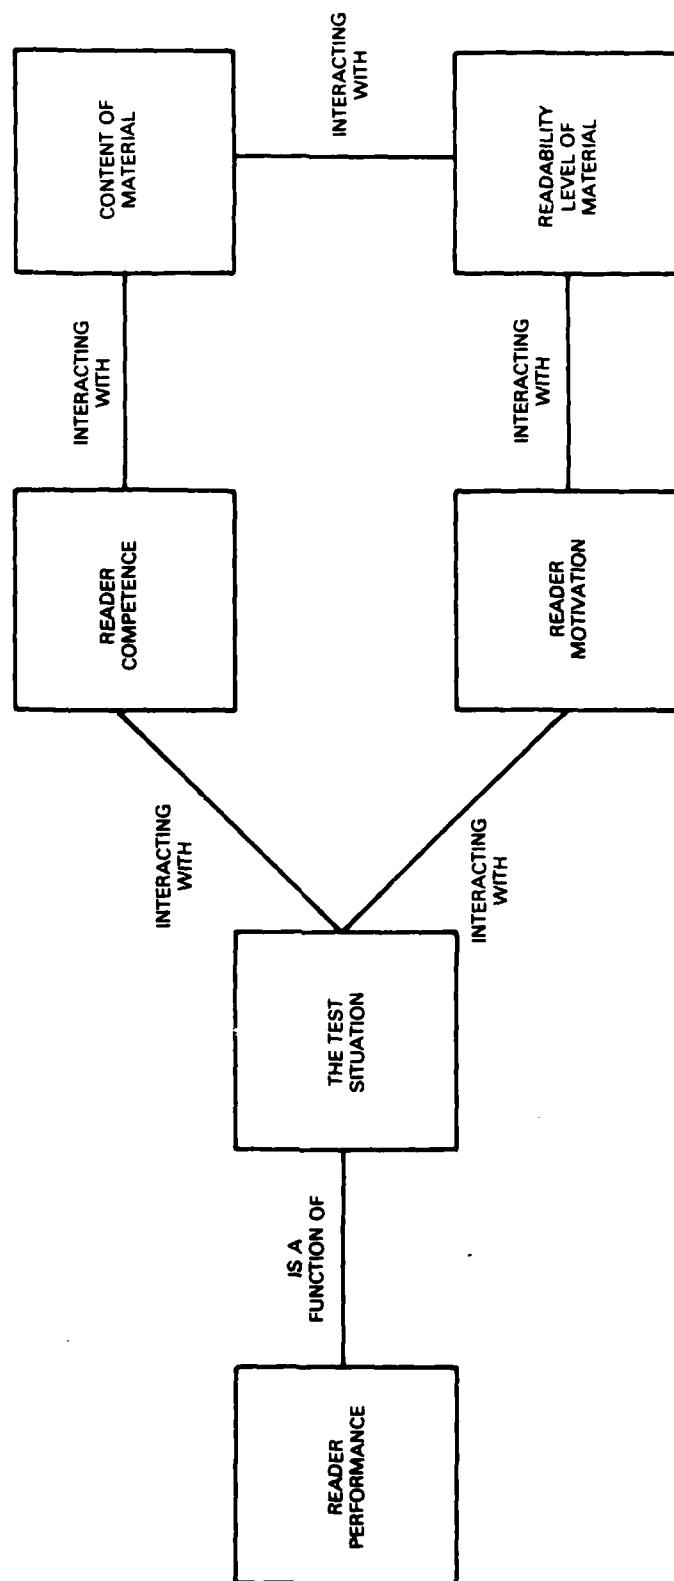 READER
PERFORMANCE
IS A
FUNCTION OF
THE TEST
SITUATION
INTERACTING
WITH
READER
COMPETENCE
INTERACTING
WITH
CONTENT OF
MATERIAL
INTERACTING
WITH
INTERACTING
WITH
READER
MOTIVATION
INTERACTING
WITH
READABILITY
LEVEL OF
MATERIAL